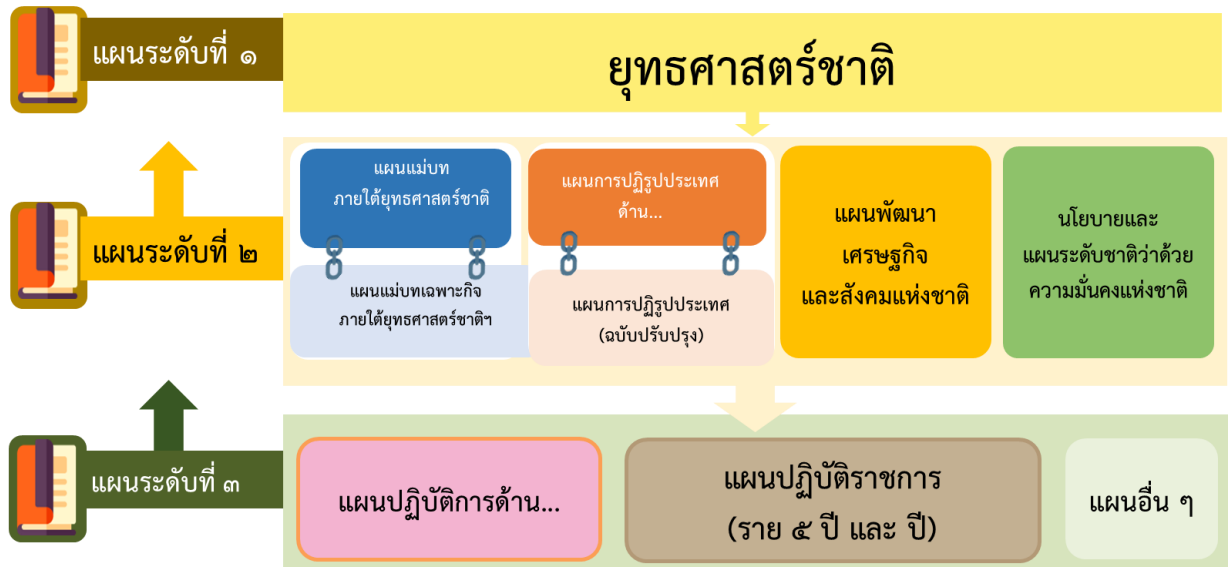 แผนระดับที่ ๑
ยุทธศาสตร์ชาติ
แผนระดับที่ ๒
แผนแม่บท
ภายใต้ยุทธศาสตร์ชาติ
แผนแม่บทเฉพาะกิจ
ภายใต้ยุทธศาสตร์ชาติฯ
แผนการปฏิรูปประเทศ
ด้าน...
แผนการปฏิรูปประเทศ
(ฉบับปรับปรุง)
แผนพัฒนา
เศรษฐกิจ
และสังคมแห่งชาติ
นโยบายและ
แผนระดับชาติว่าด้วย
ความมั่นคงแห่งชาติ
แผนระดับที่ ๓
แผนปฏิบัติการด้าน...
แผนปฏิบัติราชการ
(ราย ๕ ปี และ ปี)
แผนอื่น ๆ